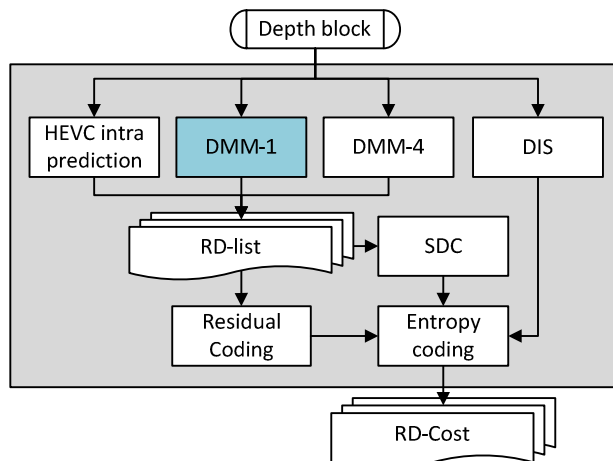 Depth block
HEVC intra
prediction
DMM-1
DMM-4
DIS
RD-list
SDC
Residual
Coding
Entropy
coding
RD-Cost